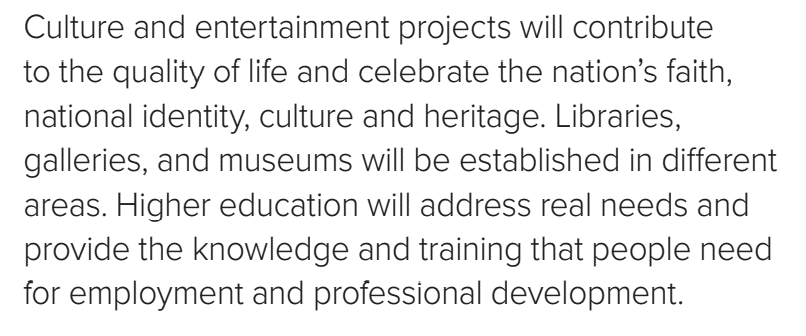 Culture and entertainment projects will contribute
to the quality of life and celebrate the nation’s faith,
national identity, culture and heritage. Libraries,
galleries, and museums will be established in different
areas. Higher education will address real needs and
provide the knowledge and training that people need
for employment and professional development.